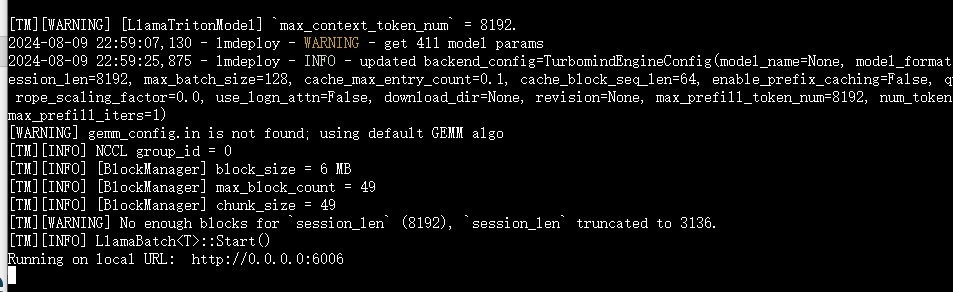 [TM][WARNING] [LlamaTritonModel] `max_context_token_num` = 8192.
2024-08-09 22:59:07,130 - lmdeploy - WARNING - get 411 model params
2024-08-09 22:59:25,875 - lmdeploy - INFO - updated backend_config=TurbomindEngineConfig(model_name=None, model_format
ession_len=8192, max_batch_size=128, cache_max_entry_count=0.1, cache_block_seq_len=64, enable_prefix_caching=False, q
rope_scaling_factor=0.0, use_logn_attn=False, download_dir=None, revision=None, max_prefill_token_num=8192, num_token
max_prefill_iters=1)
[WARNING] gemm_config.in is not found; using default GEMM algo
[TM][INFO] NCCL group_id = 0
[TM][INFO] [BlockManager] block_size = 6 MB
[TM][INFO] [BlockManager] max_block_count = 49
[TM][INFO] [BlockManager] chunk_size = 49
[TM][WARNING] No enough blocks for `session_len` (8192), `session_len` truncated to 3136.
[TM][INFO] LlamaBatch<T>::Start()
Running on local URL:  http://0.0.0.0:6006